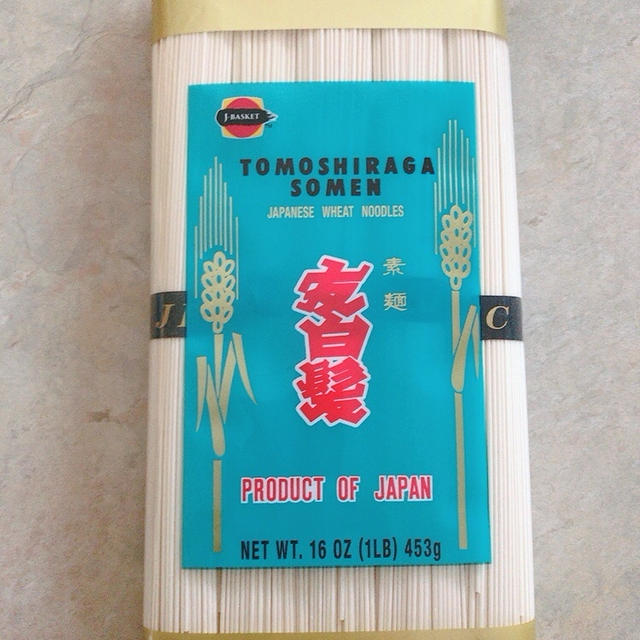 J-BASKET
TM
TOMOSHIRAGA
SOMEN
JAPANESE WHEAT NOODLES
素麺
友白髪
J
C
PRODUCT OF JAPAN
NET WT. 16 OZ (1LB) 453g